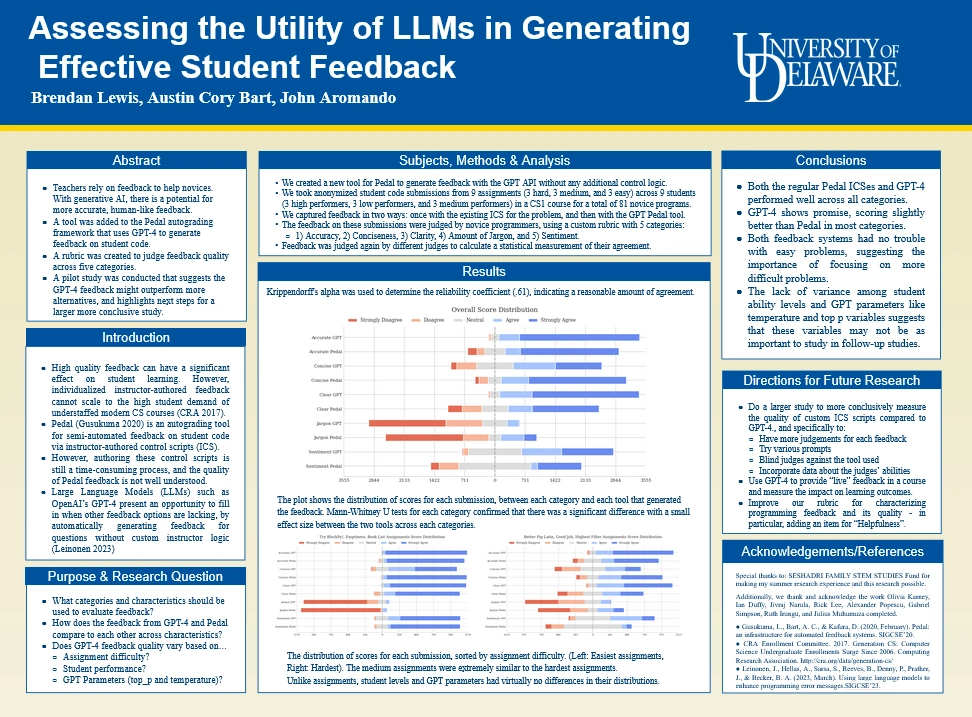 Assessing the Utility of LLMs in Generating
Effective Student Feedback
Brendan Lewis, Austin Cory Bart, John Aromando
UNIVERSITY OF
DELAWARE.
Abstract
• Teachers rely on feedback to help novices.
With generative AI, there is a potential for
more accurate, human-like feedback.
• A tool was added to the Pedal autograding
framework that uses GPT-4 to generate
feedback on student code.
• A rubric was created to judge feedback quality
across five categories.
• A pilot study was conducted that suggests the
GPT-4 feedback might outperform more
alternatives, and highlights next steps for a
larger more conclusive study.
Introduction
• High quality feedback can have a significant
effect on student learning. However,
individualized instructor-authored feedback
cannot scale to the high student demand of
understaffed modern CS courses (CRA 2017).
• Pedal (Gusukuma 2020) is an autograding tool
for semi-automated feedback on student code
via instructor-authored control scripts (ICS).
• However, authoring these control scripts is
still a time-consuming process, and the quality
of Pedal feedback is not well understood.
• Large Language Models (LLMs) such as
OpenAI's GPT-4 present an opportunity to fill
in when other feedback options are lacking, by
automatically generating feedback for
questions without custom instructor logic
(Leinonen 2023)
Purpose & Research Question
• What categories and characteristics should be
used to evaluate feedback?
• How does the feedback from GPT-4 and Pedal
compare to each other across characteristics?
• Does GPT-4 feedback quality vary based on…
○ Assignment difficulty?
○ Student performance?
○ GPT Parameters (top_p and temperature)?
Subjects, Methods & Analysis
• We created a new tool for Pedal to generate feedback with the GPT API without any additional control logic.
• We took anonymized student code submissions from 9 assignments (3 hard, 3 medium, and 3 easy) across 9 students
(3 high performers, 3 low performers, and 3 medium performers) in a CS1 course for a total of 81 novice programs.
• We captured feedback in two ways: once with the existing ICS for the problem, and then with the GPT Pedal tool.
• The feedback on these submissions were judged by novice programmers, using a custom rubric with 5 categories:
○ 1) Accuracy, 2) Conciseness, 3) Clarity, 4) Amount of Jargon, and 5) Sentiment.
• Feedback was judged again by different judges to calculate a statistical measurement of their agreement.
Results
Krippendorff's alpha was used to determine the reliability coefficient (.61), indicating a reasonable amount of agreement.
Overall Score Distribution
Strongly Disagree Disagree Neutral Agree Strongly Agree
Accurate GPT
Accurate Pedal
Concise GPT
Concise Pedal
Clear GPT
Clear Pedal
Jargon GPT
Jargon Pedal
Sentiment GPT
Sentiment Pedal
3555 2844 2133 1422 711 0 711 1422 2133 2844 3555
The plot shows the distribution of scores for each submission, between each category and each tool that generated
the feedback. Mann-Whitney U tests for each category confirmed that there was a significance with a small
effect size between the two tools across each categories.
Assignments Score Distribution
Better Pig Latin, Good Job, Highest Filter Assignments Score Distribution
The distribution of scores for each submission, sorted by assignment difficulty. (Left: Easiest assignments,
Right: Hardest). The medium assignments were extremely similar to the hardest assignments.
Unlike assignments, student levels and GPT parameters had virtually no differences in their distributions.
Conclusions
• Both the regular Pedal ICSes and GPT-4
performed well across all categories.
• GPT-4 shows promise, scoring slightly
better than Pedal in most categories.
• Both feedback systems had no trouble
with easy problems, suggesting the
importance of focusing on more
difficult problems.
• The lack of variance among student
ability levels and GPT parameters like
temperature and top p variables suggests
that these variables may not be as
important to study in follow-up studies.
Directions for Future Research
• Do a larger study to more conclusively measure
the quality of custom ICS scripts compared to
GPT-4., and specifically to:
○ Have more judgements for each feedback
○ Try various prompts
○ Blind judges against the tool used
○ Incorporate data about the judges' abilities
• Use GPT-4 to provide "live" feedback in a course
and measure the impact on learning outcomes.
• Improve our rubric for characterizing
programming feedback and its quality - in
particular, adding an item for "Helpfulness".
Acknowledgements/References
Special thanks to: SESHADRI FAMILY STEM STUDIES Fund for
making my summer research experience and this research possible.
Additionally, we thank and acknowledge the work Olivia Kamey,
Ian Duffy, Jivraj Narula, Rick Lee, Alexander Popescu, Gabriel
Simpson, Ruth Irungu, and Julius Muhumuza completed.
● Gusukuma, L., Bart, A. C., & Kafura, D. (2020, February). Pedal:
an infrastructure for automated feedback systems. SIGCSE'20.
● CRA Enrollment Committee. 2017. Generation CS: Computer
Science Undergraduate Enrollments Surge Since 2006. Computing
Research Association. http://cra.org/data/generation-cs/
● Leinonen, J., Hellas, A., Sarsa, S., Reeves, B., Denny, P., Prather,
J., & Becker, B. A. (2023, March). Using large language models to
enhance programming error messages.SIGCSE'23.